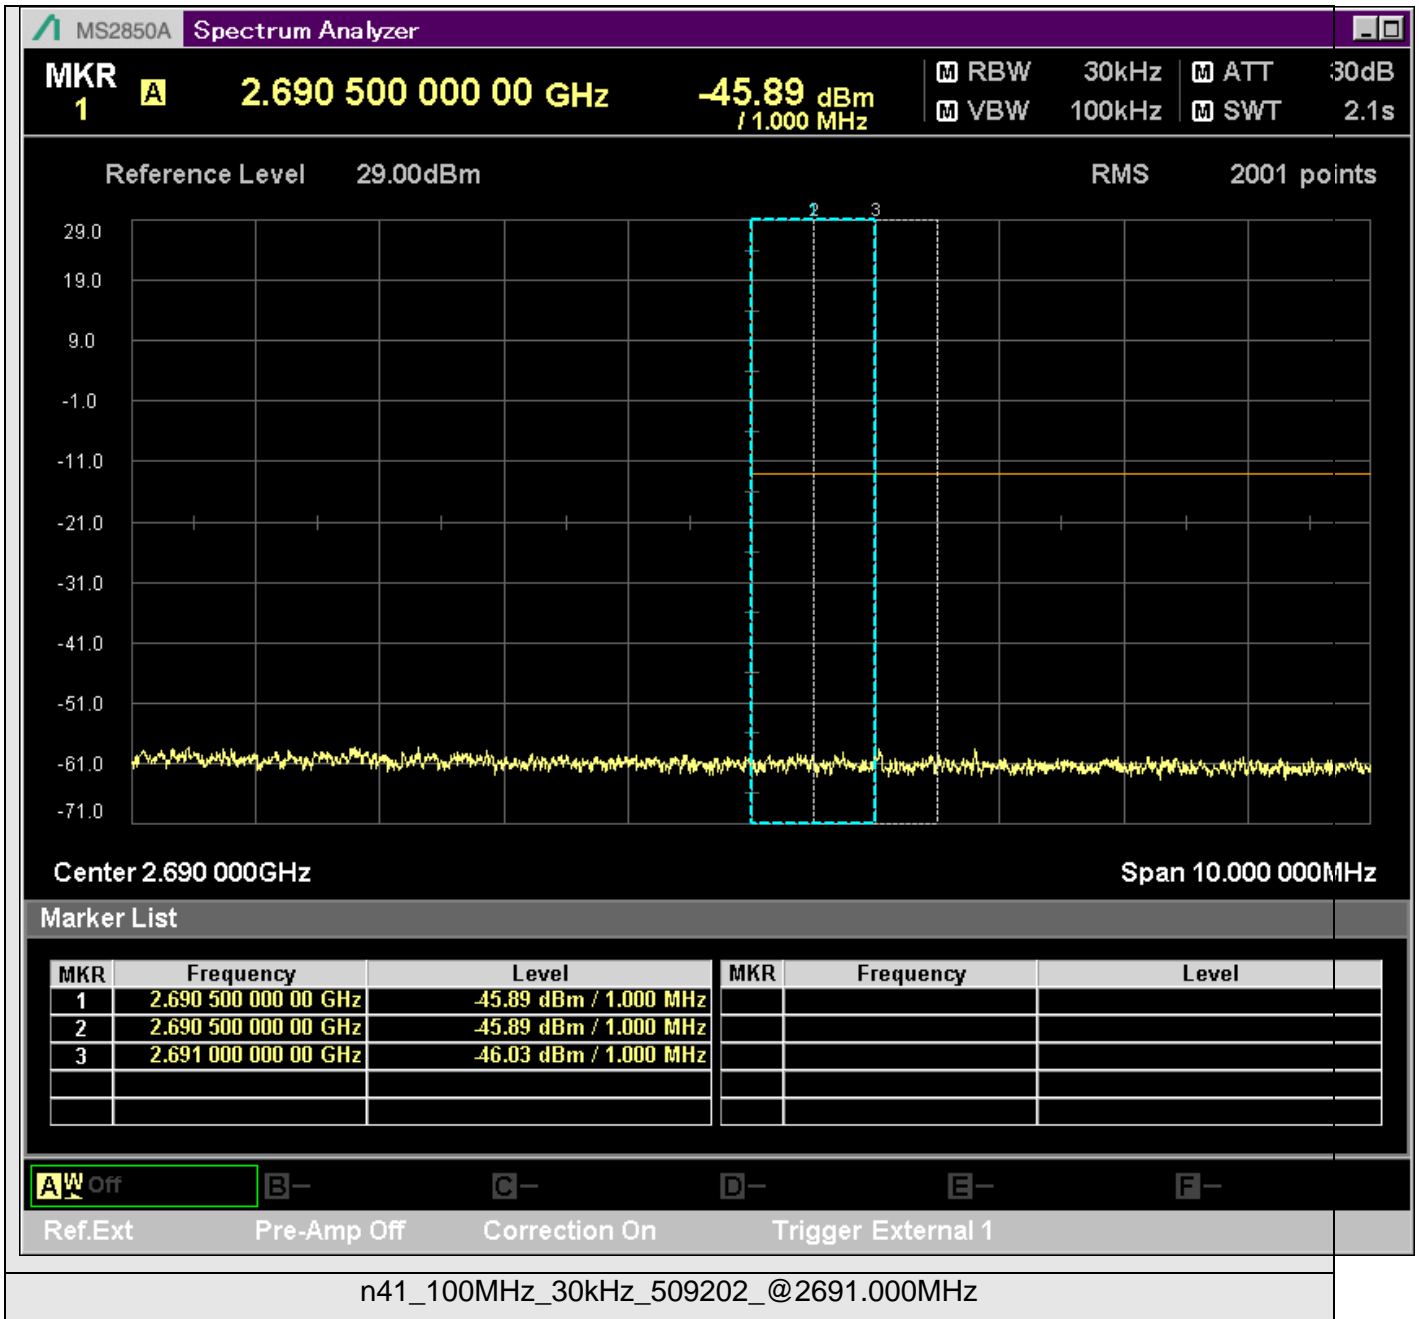 MS2850A Spectrum Analyzer
MKR 1 A 2.690 500 000 00 GHz -45.89 dBm / 1.000 MHz
M RBW 30kHz M ATT 30dB
M VBW 100kHz M SWT 2.1s
Reference Level 29.00dBm RMS 2001 points
2 3
29.0
19.0
9.0
-1.0
-11.0
-21.0
-31.0
-41.0
-51.0
-61.0
-71.0
Center 2.690 000GHz Span 10.000 000MHz
Marker List
MKR Frequency Level MKR Frequency Level
1 2.690 500 000 00 GHz -45.89 dBm / 1.000 MHz
2 2.690 500 000 00 GHz -45.89 dBm / 1.000 MHz
3 2.691 000 000 00 GHz -46.03 dBm / 1.000 MHz
A W Off B - C - D - E - F -
Ref.Ext Pre-Amp Off Correction On Trigger External 1
n41_100MHz_30kHz_509202_@2691.000MHz